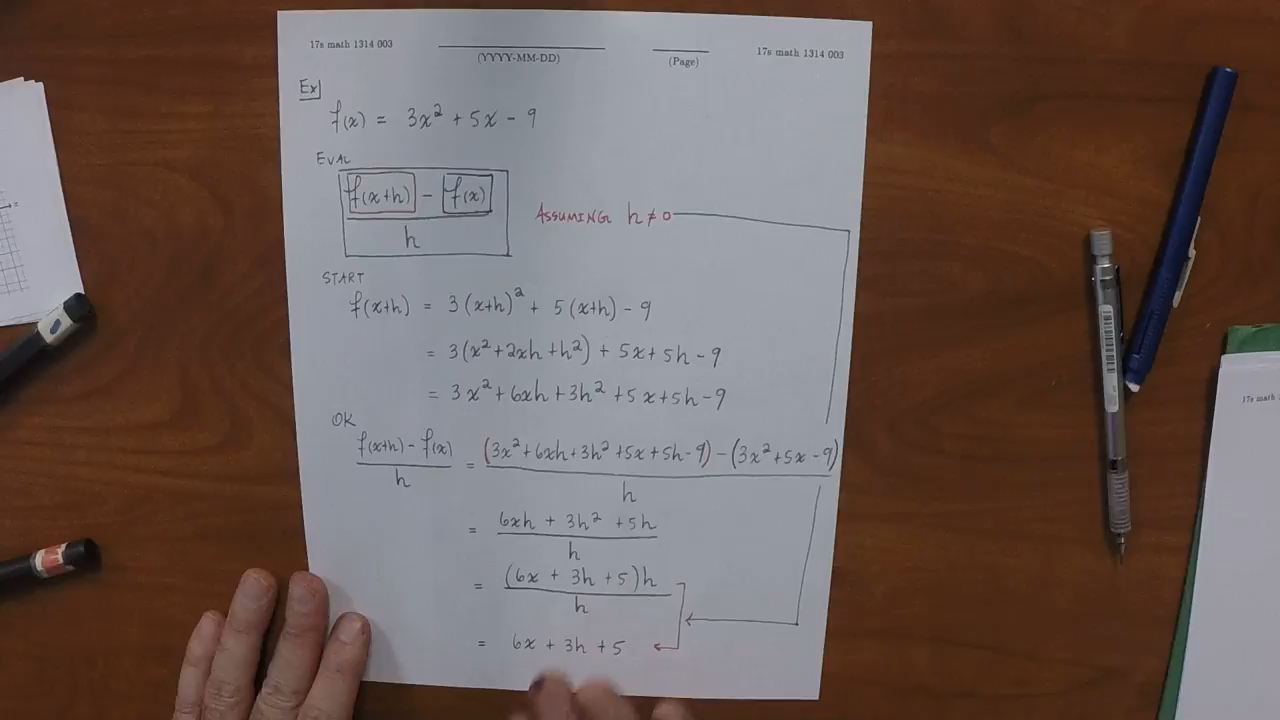 17s math 1314 003 (YYYY-MM-DD) (Page) 17s math 1314 003
Ex
f(x) = 3x² + 5x - 9
EVAL
f(x+h) - f(x)
h
ASSUMING h ≠ 0
START
f(x+h) = 3(x+h)² + 5(x+h) - 9
= 3(x²+2xh+h²) + 5x+5h-9
= 3x²+6xh+3h²+5x+5h-9
OK
f(x+h) - f(x) = (3x²+6xh+3h²+5x+5h-9) - (3x²+5x-9)
h h
= 6xh + 3h² + 5h
h
= (6x + 3h + 5)h
h
= 6x + 3h + 5
17s math